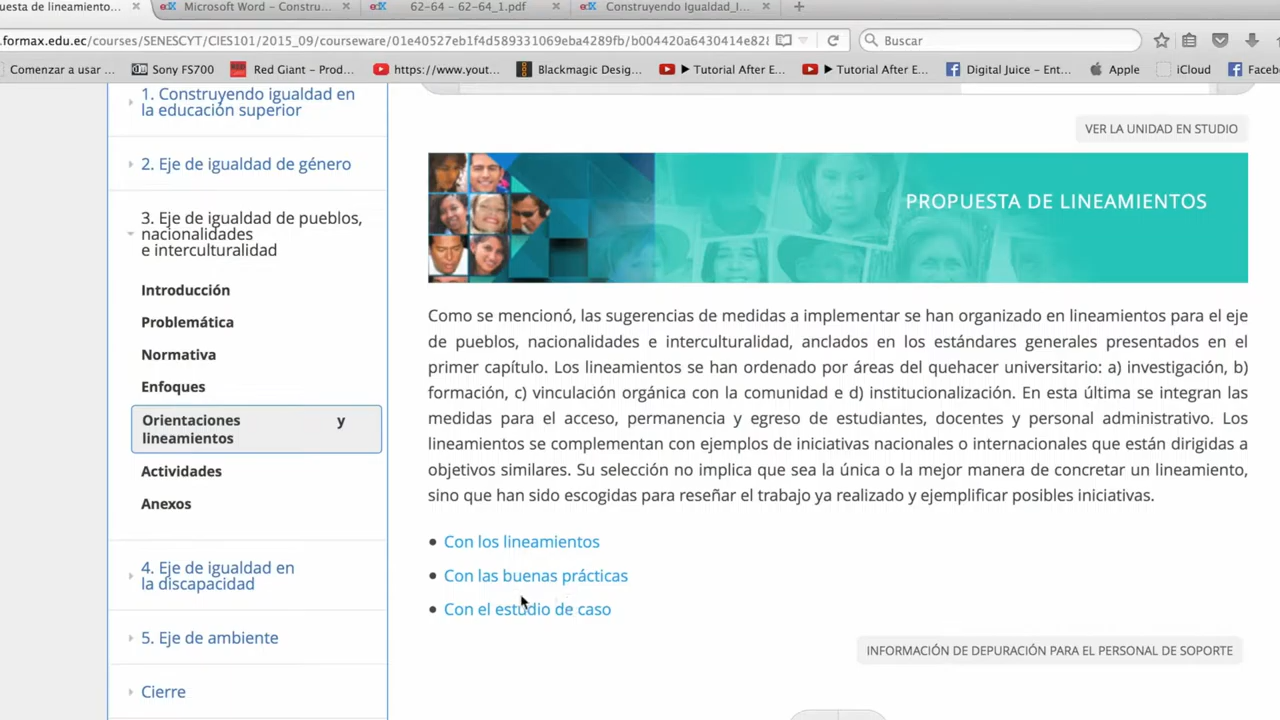 uesta de lineamiento...
Microsoft Word – Constru...
62-64 – 62-64_1.pdf
Construyendo Igualdad_I...
.formax.edu.ec/courses/SENESCYT/CIES101/2015_09/courseware/01e40527eb1f4d589331069eba4289fb/b004420a6430414e828
Buscar
Comenzar a usar ...
Sony FS700
Red Giant – Prod...
https://www.yout...
Blackmagic Desig...
▶ Tutorial After E...
▶ Tutorial After E...
Digital Juice – Ent...
Apple
iCloud
Faceb
1. Construyendo igualdad en
la educación superior
2. Eje de igualdad de género
3. Eje de igualdad de pueblos,
nacionalidades
e interculturalidad
Introducción
Problemática
Normativa
Enfoques
Orientaciones y
lineamientos
Actividades
Anexos
4. Eje de igualdad en
la discapacidad
5. Eje de ambiente
Cierre
VER LA UNIDAD EN STUDIO
PROPUESTA DE LINEAMIENTOS
Como se mencionó, las sugerencias de medidas a implementar se han organizado en lineamientos para el eje
de pueblos, nacionalidades e interculturalidad, anclados en los estándares generales presentados en el
primer capítulo. Los lineamientos se han ordenado por áreas del quehacer universitario: a) investigación, b)
formación, c) vinculación orgánica con la comunidad e d) institucionalización. En esta última se integran las
medidas para el acceso, permanencia y egreso de estudiantes, docentes y personal administrativo. Los
lineamientos se complementan con ejemplos de iniciativas nacionales o internacionales que están dirigidas a
objetivos similares. Su selección no implica que sea la única o la mejor manera de concretar un lineamiento,
sino que han sido escogidas para reseñar el trabajo ya realizado y ejemplificar posibles iniciativas.
• Con los lineamientos
• Con las buenas prácticas
• Con el estudio de caso
INFORMACIÓN DE DEPURACIÓN PARA EL PERSONAL DE SOPORTE